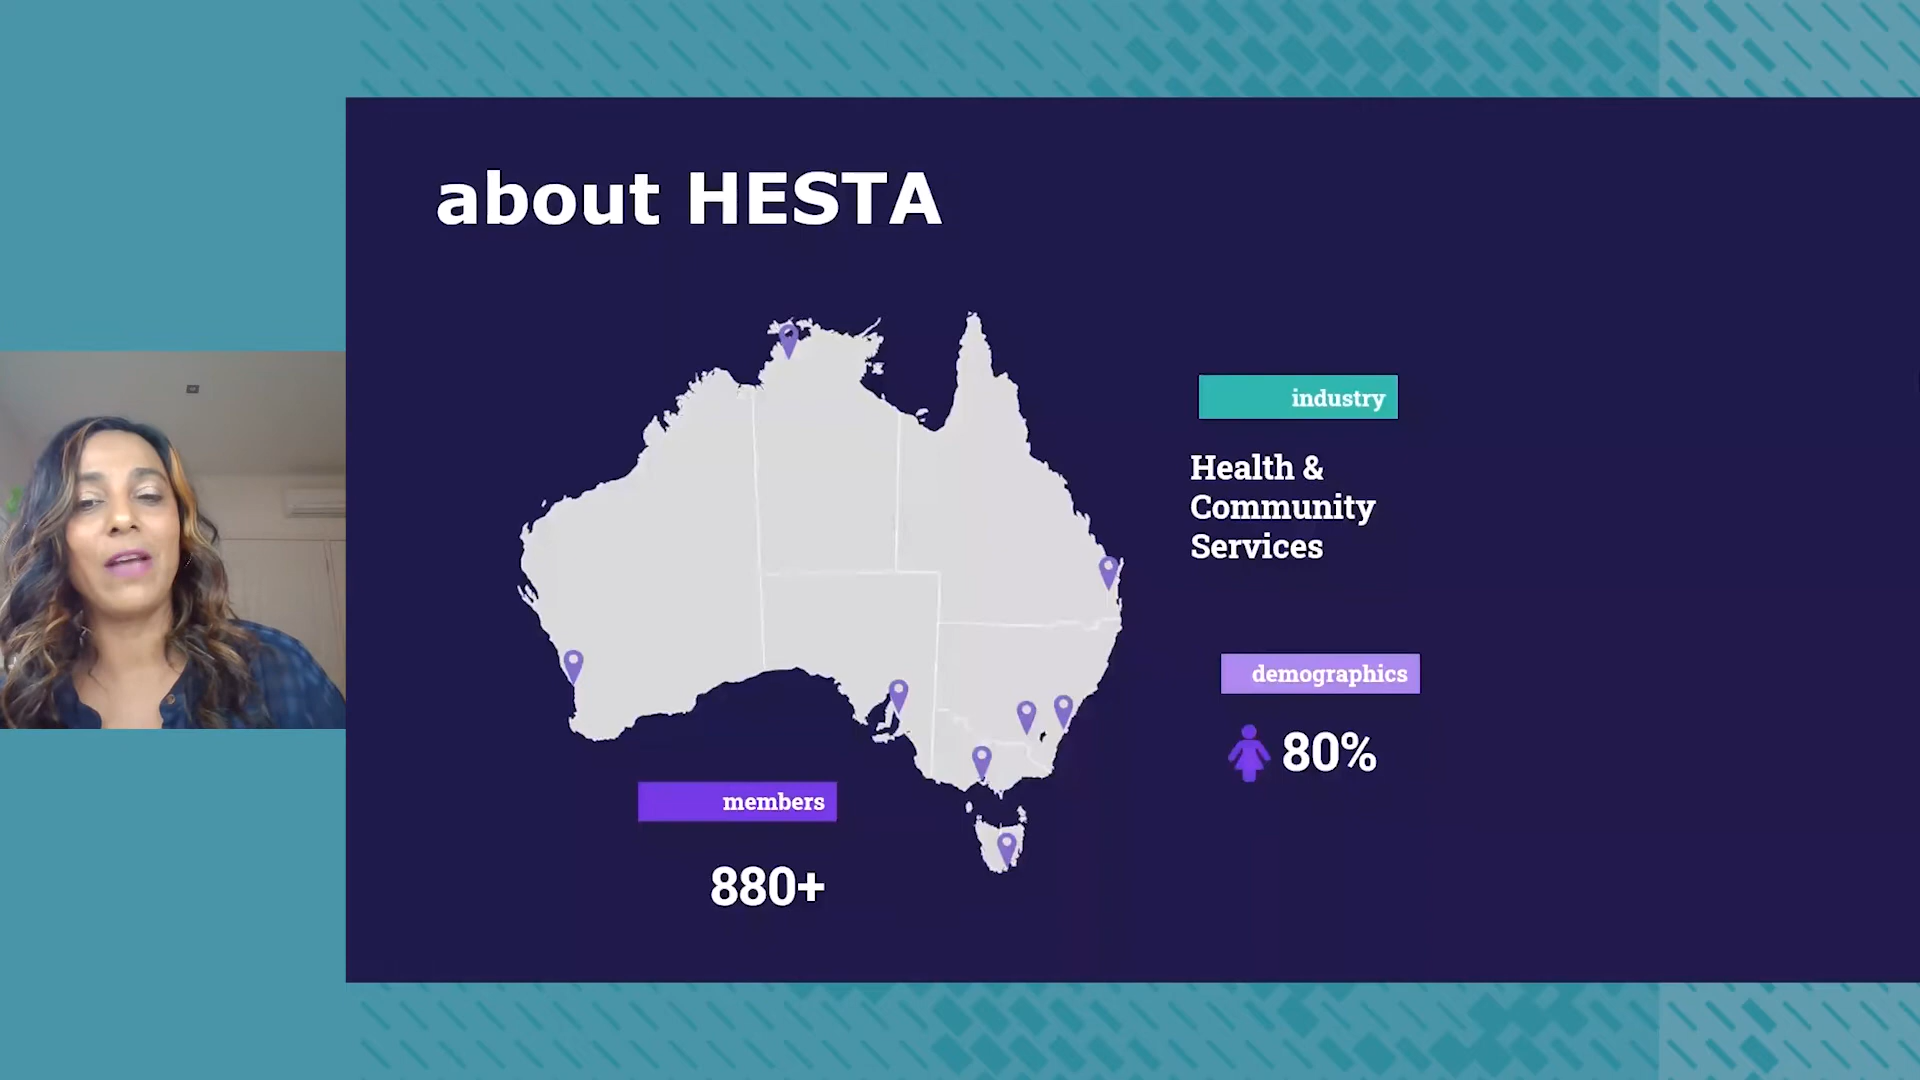 about HESTA
industry
Health &
Community
Services
demographics
80%
members
880+